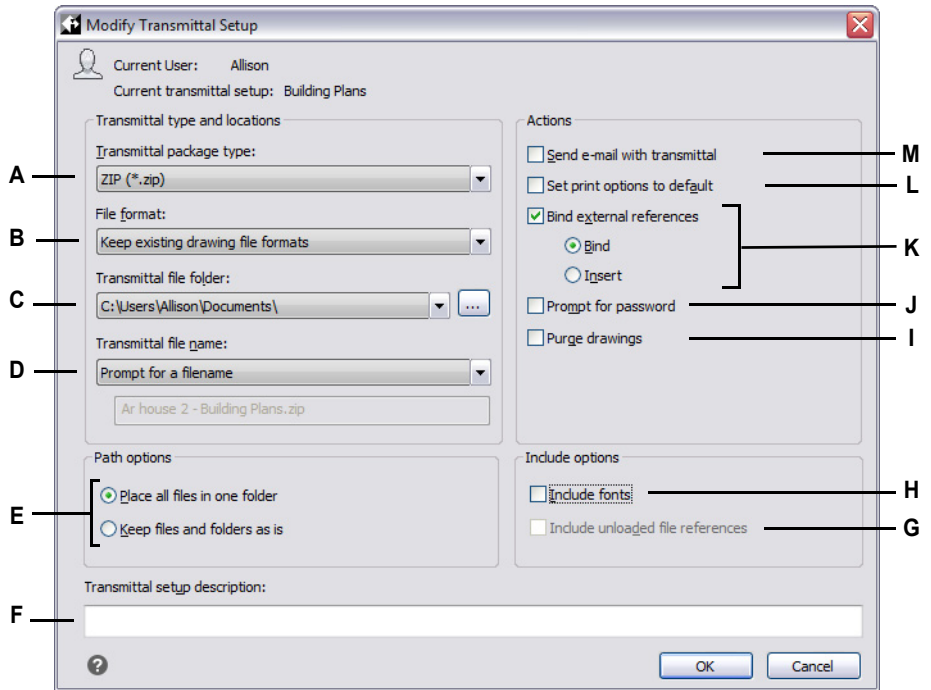 Modify Transmittal Setup
Current User: Allison
Current transmittal setup: Building Plans
Transmittal type and locations
Transmittal package type:
A
ZIP (*.zip)
File format:
B
Keep existing drawing file formats
Transmittal file folder:
C
C:\Users\Allison\Documents\
...
Transmittal file name:
D
Prompt for a filename
Ar house 2 - Building Plans.zip
Actions
Send e-mail with transmittal
M
Set print options to default
L
Bind external references
Bind
K
Insert
Prompt for password
J
Purge drawings
I
Path options
Place all files in one folder
E
Keep files and folders as is
Include options
Include fonts
H
Include unloaded file references
G
Transmittal setup description:
F
?
OK
Cancel